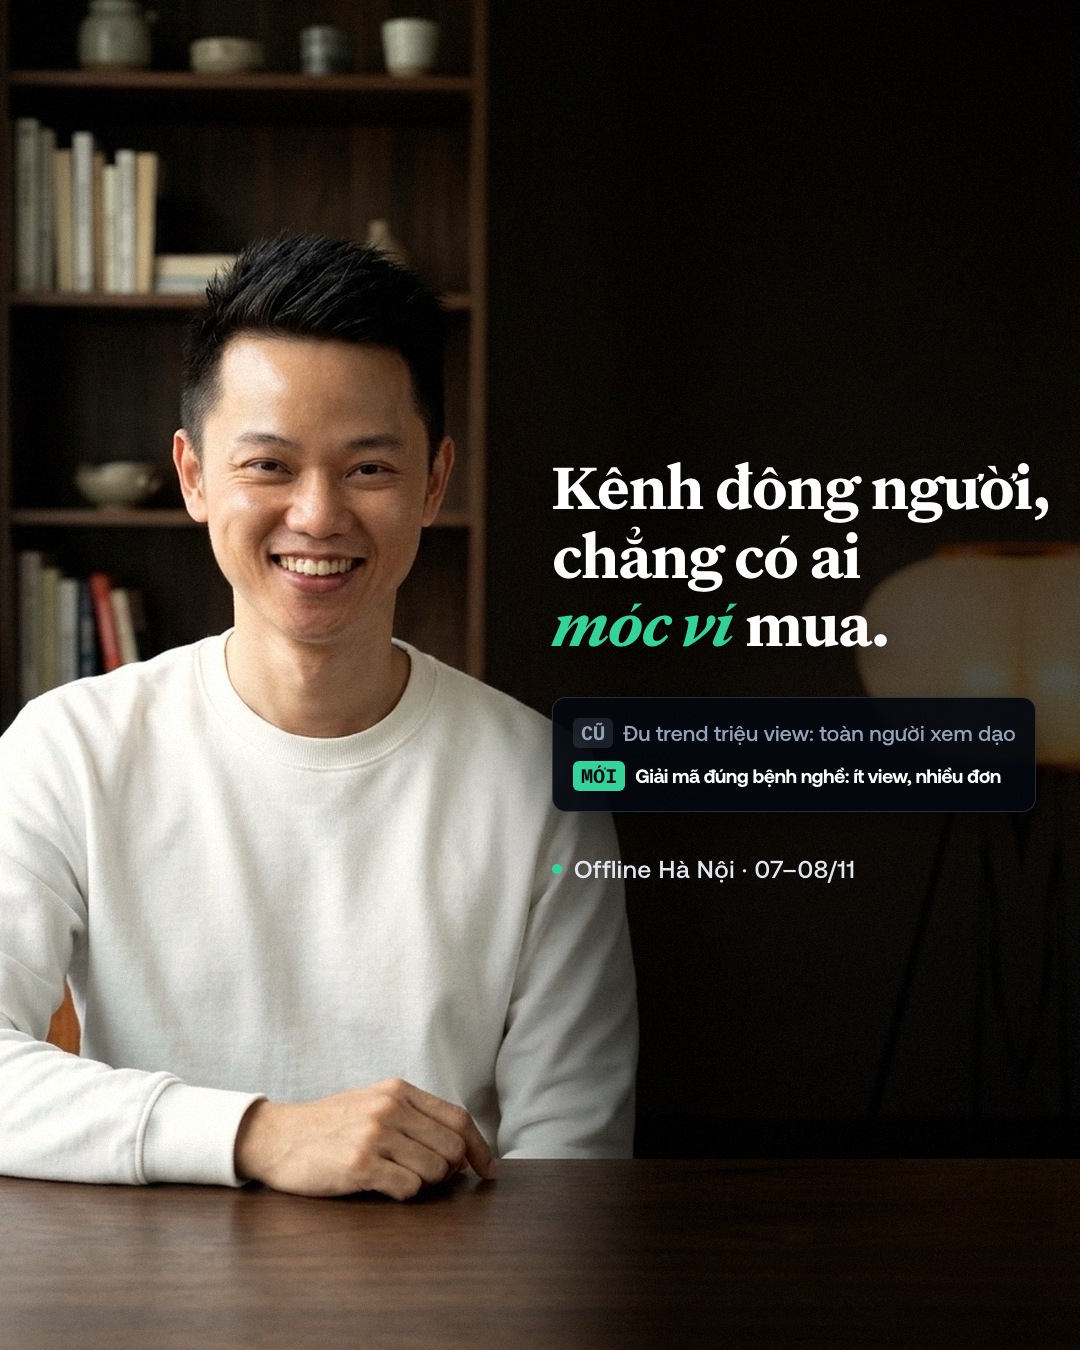 Kênh đông người,
chẳng có ai
móc ví mua.
CŨ Đu trend triệu view: toàn người xem dạo
MỚI Giải mã đúng bệnh nghề: ít view, nhiều đơn
Offline Hà Nội · 07–08/11